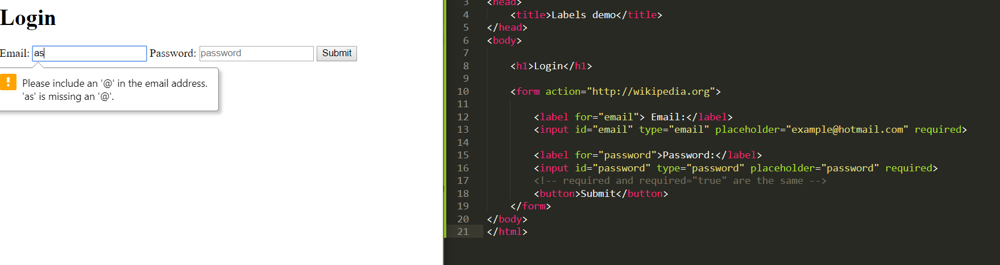 Login
Email: as Password: password Submit
! Please include an '@' in the email address.
'as' is missing an '@'.
3 <head>
4 <title>Labels demo</title>
5 </head>
6 <body>
7
8 <h1>Login</h1>
9
10 <form action="http://wikipedia.org">
11
12 <label for="email"> Email:</label>
13 <input id="email" type="email" placeholder="example@hotmail.com" required>
14
15 <label for="password">Password:</label>
16 <input id="password" type="password" placeholder="password" required>
17 <!-- required and required="true" are the same -->
18 <button>Submit</button>
19 </form>
20 </body>
21 </html>